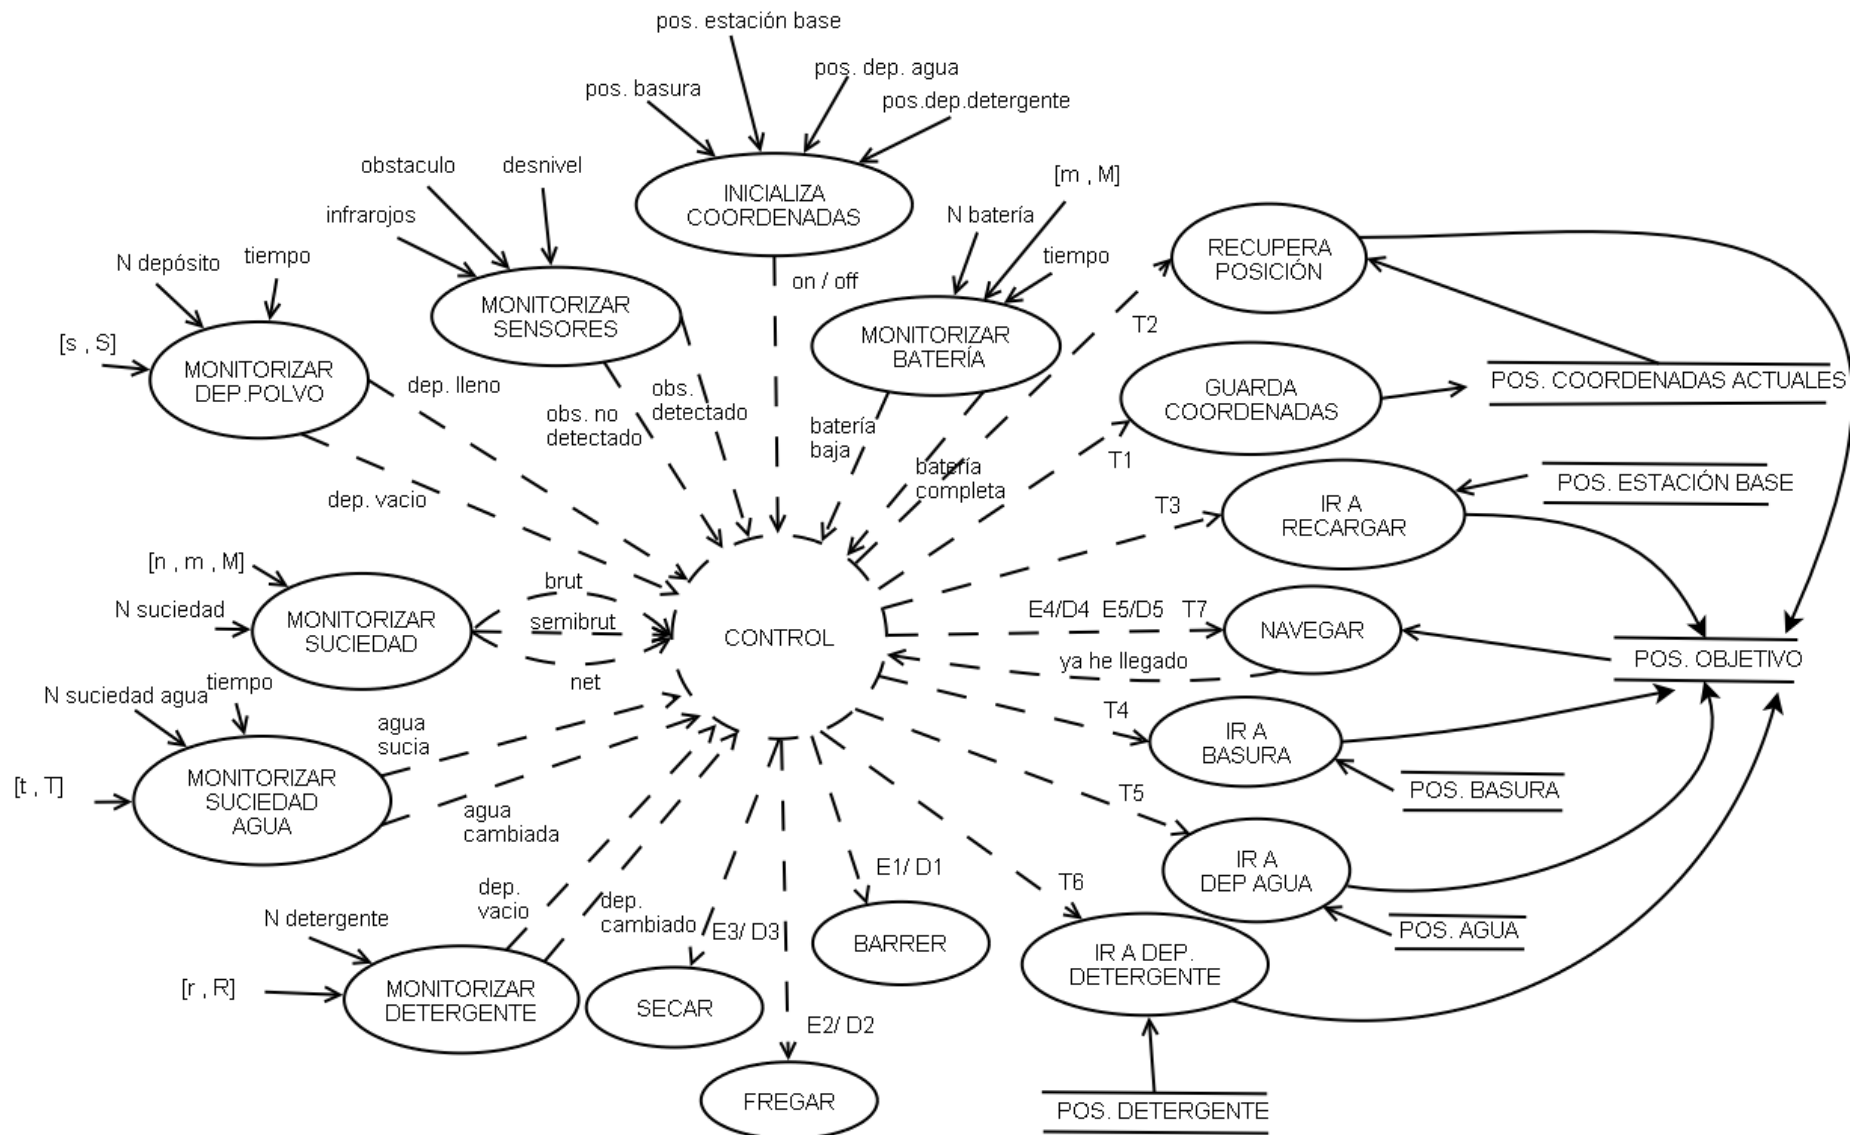 pos. estación base
pos. dep. agua
pos. basura
pos.dep.detergente
obstaculo
desnivel
infrarojos
INICIALIZA
COORDENADAS
[m , M]
N batería
tiempo
N depósito
tiempo
[s , S]
MONITORIZAR
SENSORES
on / off
MONITORIZAR
BATERÍA
RECUPERA
POSICIÓN
T2
MONITORIZAR
DEP.POLVO
dep. lleno
obs. no
detectado
obs.
detectado
batería
baja
GUARDA
COORDENADAS
POS. COORDENADAS ACTUALES
T1
batería
completa
dep. vacio
T3
IR A
RECARGAR
POS. ESTACIÓN BASE
[n , m , M]
N suciedad
MONITORIZAR
SUCIEDAD
brut
semibrut
net
CONTROL
E4/D4 E5/D5 T7
ya he llegado
NAVEGAR
POS. OBJETIVO
N suciedad agua
tiempo
[t , T]
MONITORIZAR
SUCIEDAD
AGUA
agua
sucia
agua
cambiada
T4
IR A
BASURA
POS. BASURA
T5
IR A
DEP AGUA
POS. AGUA
T6
IR A DEP.
DETERGENTE
POS. DETERGENTE
N detergente
[r , R]
MONITORIZAR
DETERGENTE
dep.
vacio
dep.
cambiado
E3/ D3
SECAR
E1/ D1
BARRER
E2/ D2
FREGAR